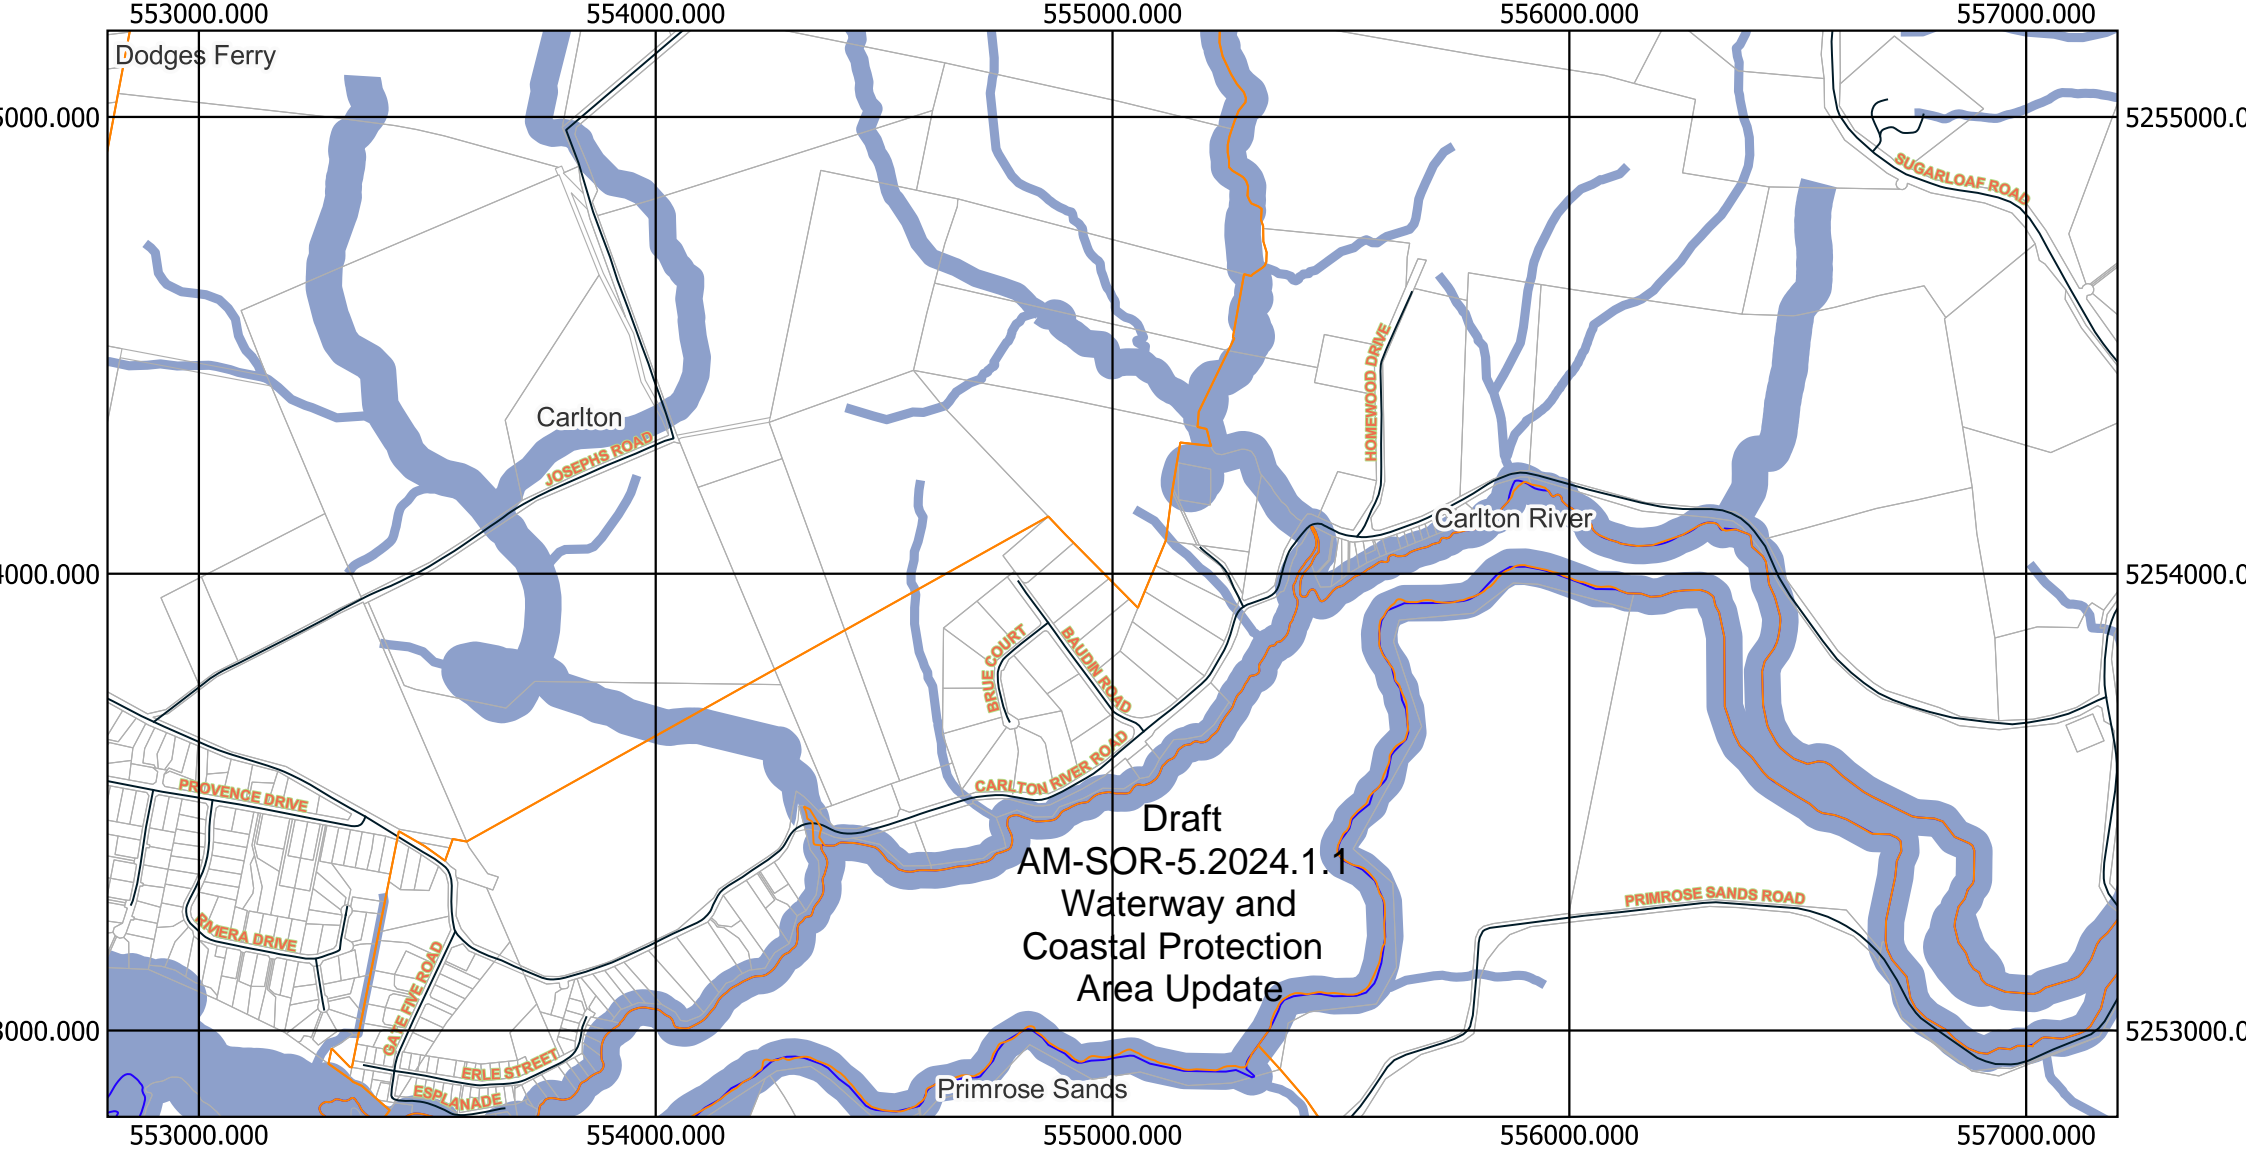 553000.000 554000.000 555000.000 556000.000 557000.000
Dodges Ferry
5000.000
5255000.0
SUGARLOAF ROAD
HOMEWOOD DRIVE
Carlton
JOSEPHS ROAD
Carlton River
4000.000
5254000.0
BRUE COURT
BAUDIN ROAD
CARLTON RIVER ROAD
PROVENCE DRIVE
Draft
AM-SOR-5.2024.1.1
Waterway and
Coastal Protection
Area Update
PRIMROSE SANDS ROAD
RIVIERA DRIVE
GATE FIVE ROAD
3000.000
5253000.0
ERLE STREET
ESPLANADE
Primrose Sands
553000.000 554000.000 555000.000 556000.000 557000.000